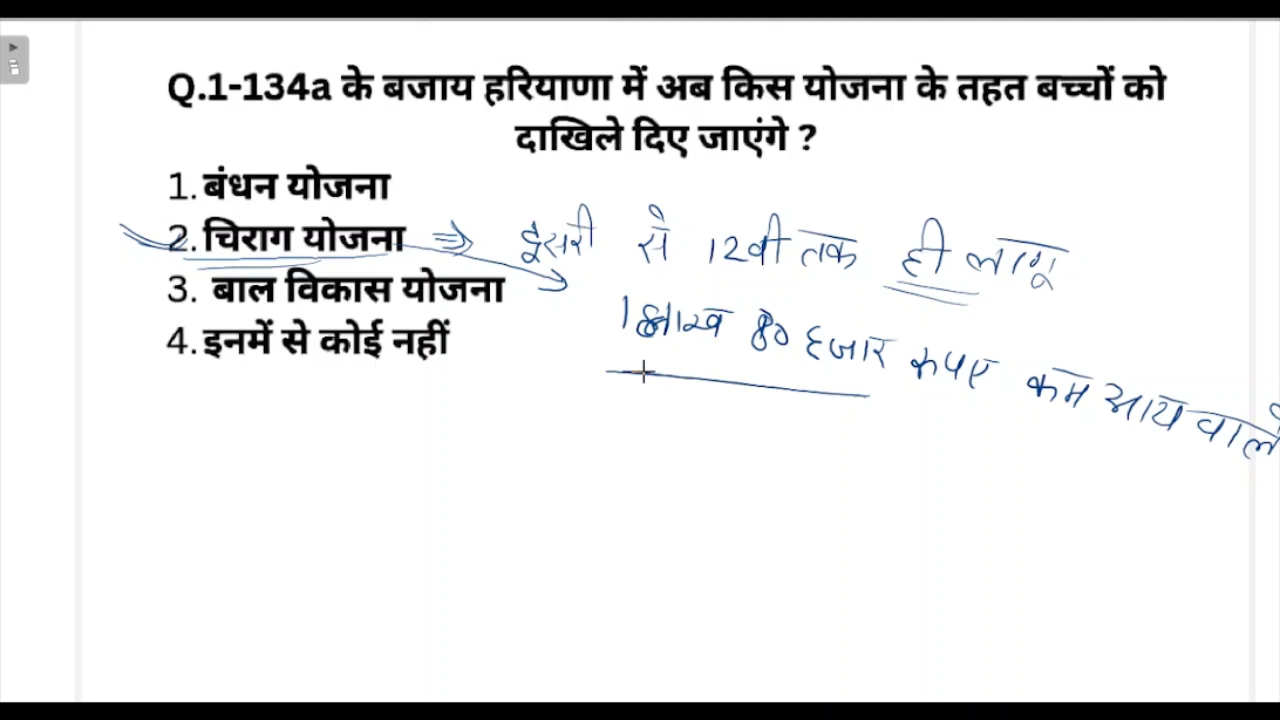 Q.1-134a के बजाय हरियाणा में अब किस योजना के तहत बच्चों को
दाखिले दिए जाएंगे ?
1. बंधन योजना
2. चिराग योजना ⇒ दूसरी से 12वी तक ही लागू
3. बाल विकास योजना
1 लाख 80 हजार रूपए कम आय वाले
4. इनमें से कोई नहीं